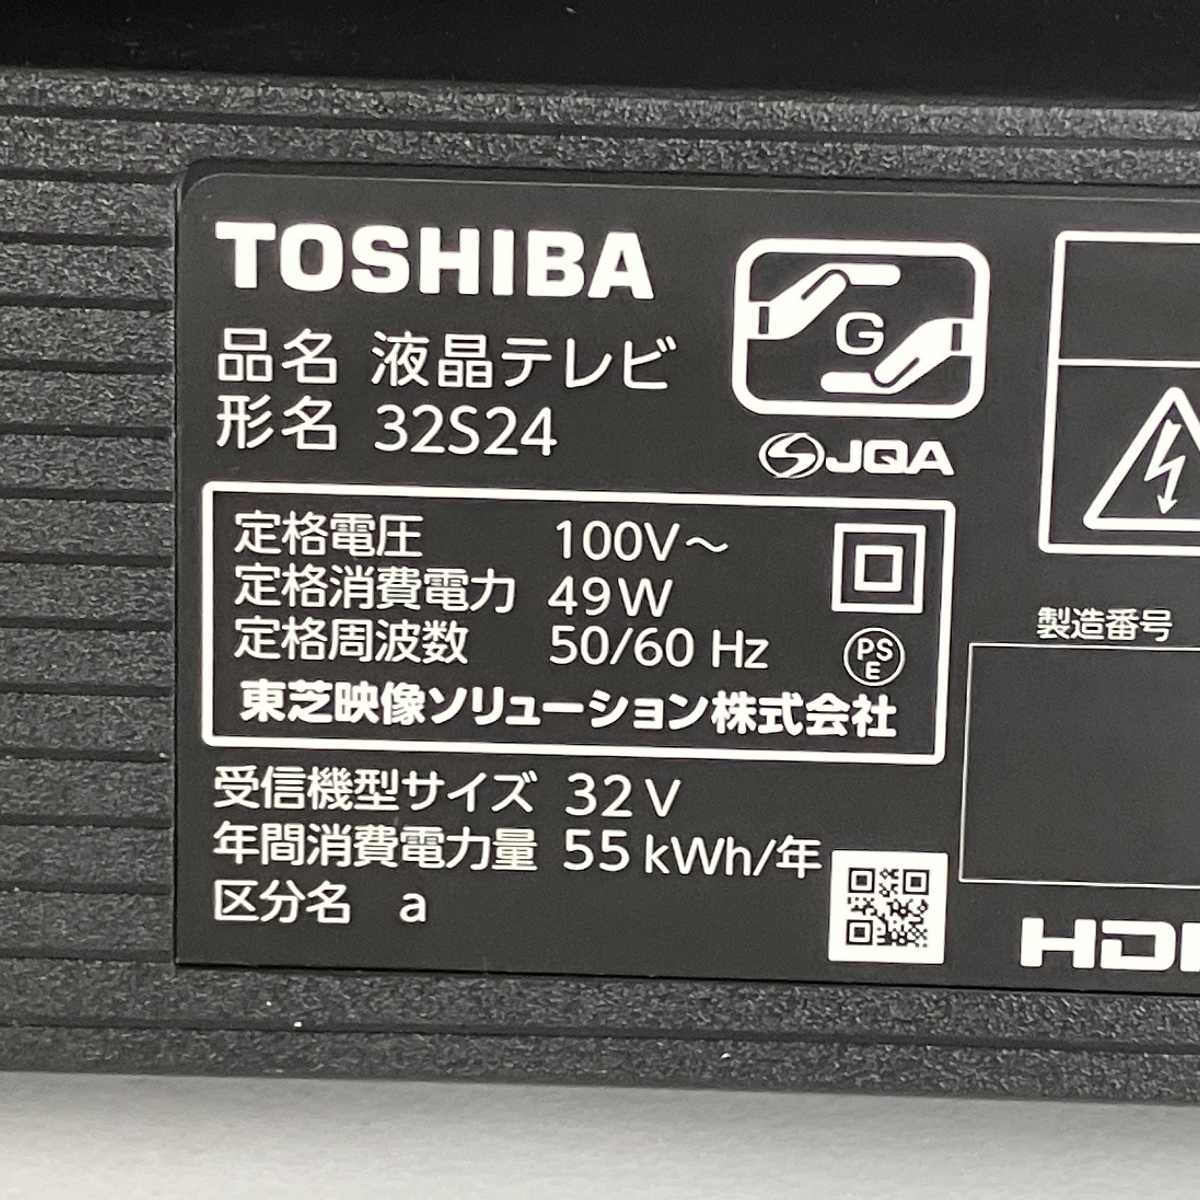 TOSHIBA
品名 液晶テレビ
形名 32S24
G
JQA
定格電圧 100V～
定格消費電力 49W
定格周波数 50/60 Hz
PS
E
東芝映像ソリューション株式会社
受信機型サイズ 32V
年間消費電力量 55 kWh/年
区分名 a
製造番号
HD